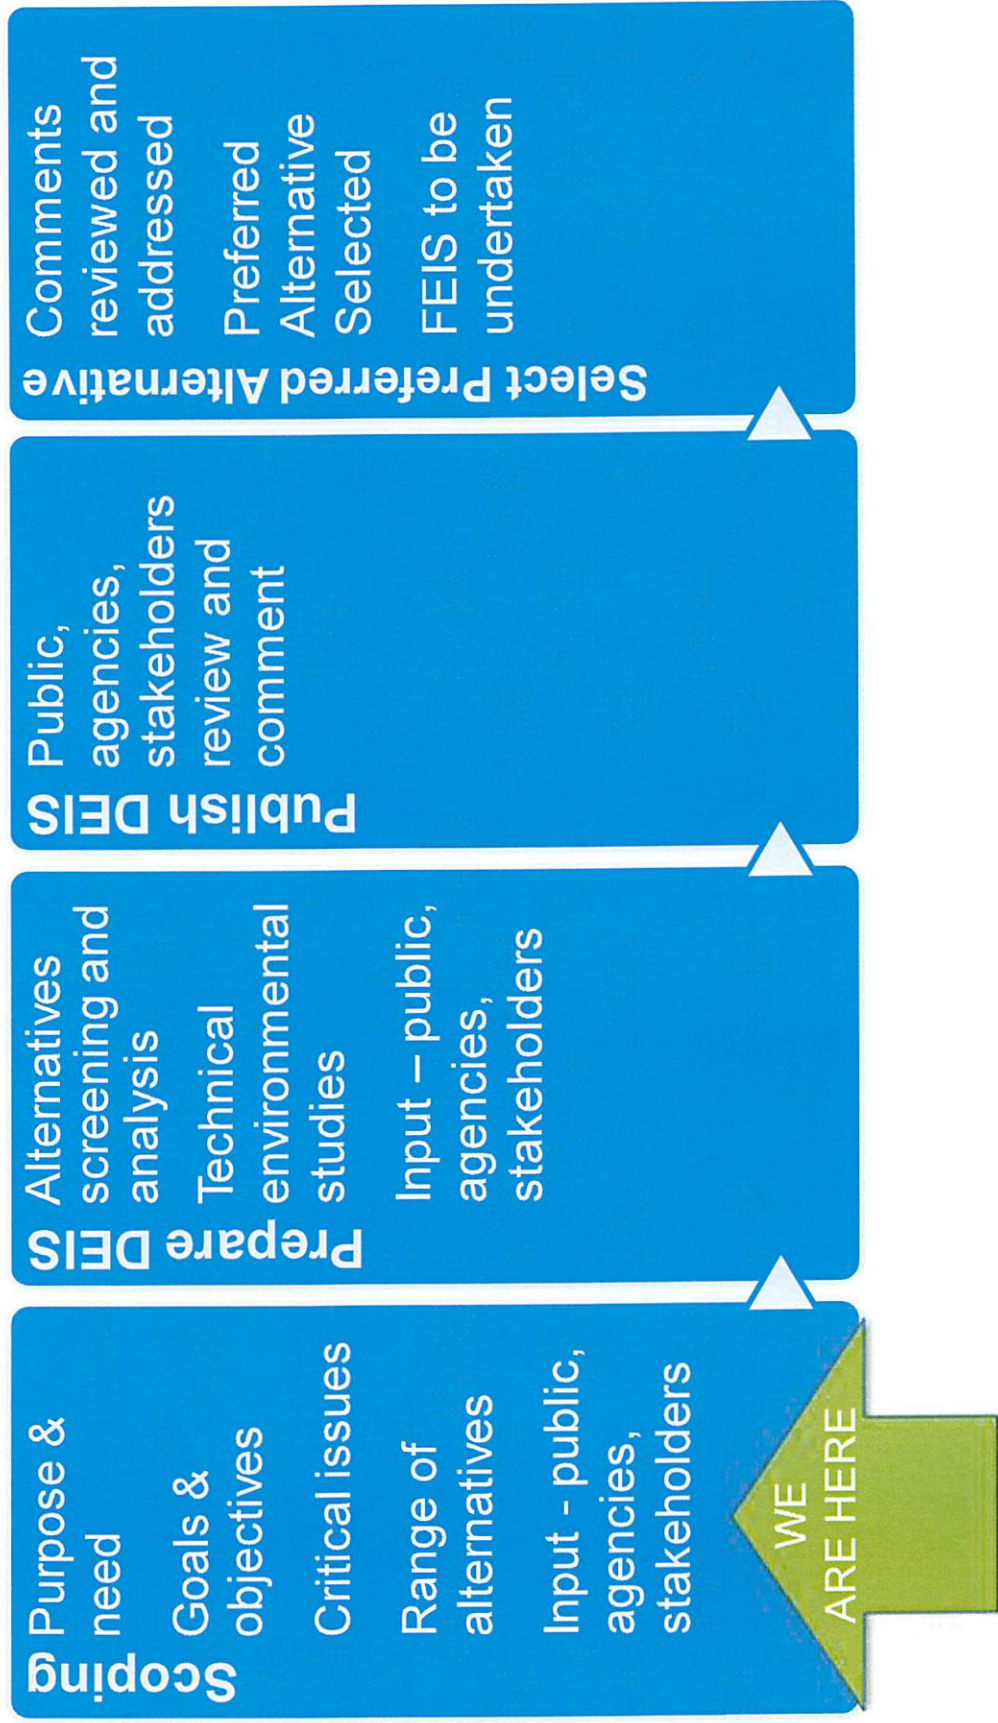 Scoping
Purpose &
need
Goals &
objectives
Critical issues
Range of
alternatives
Input - public,
agencies,
stakeholders
WE
ARE HERE
Prepare DEIS
Alternatives
screening and
analysis
Technical
environmental
studies
Input – public,
agencies,
stakeholders
Publish DEIS
Public,
agencies,
stakeholders
review and
comment
Select Preferred Alternative
Comments
reviewed and
addressed
Preferred
Alternative
Selected
FEIS to be
undertaken